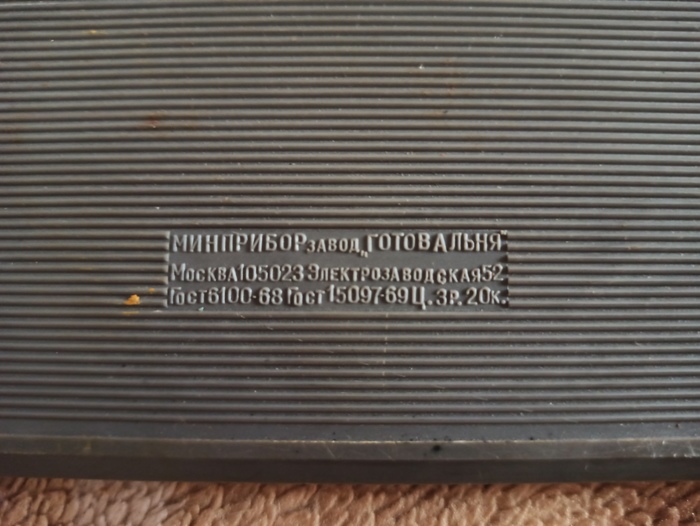 МИНПРИБОР ЗАВОД „ГОТОВАЛЬНЯ
МОСКВА 105023 ЭЛЕКТРОЗАВОДСКАЯ 52
ГОСТ 6100-68 ГОСТ 15097-69 Ц. 3Р. 20К.